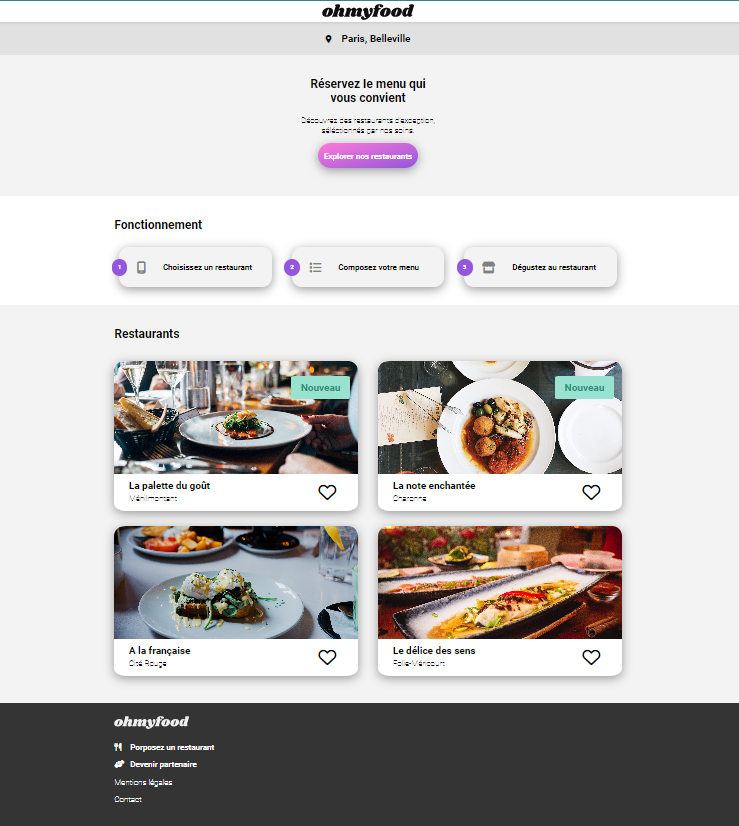 ohmyfood
Paris, Belleville
Réservez le menu qui
vous convient
Découvrez des restaurants d'exception,
séléctionnés par nos soins.
Explorer nos restaurants
Fonctionnement
1 Choisissez un restaurant
2 Composez votre menu
3 Dégustez au restaurant
Restaurants
Nouveau
La palette du goût
Ménilmontant
Nouveau
La note enchantée
Charonne
A la française
Cité Rouge
Le délice des sens
Folie-Méricourt
ohmyfood
Porposez un restaurant
Devenir partenaire
Mentions légales
Contact